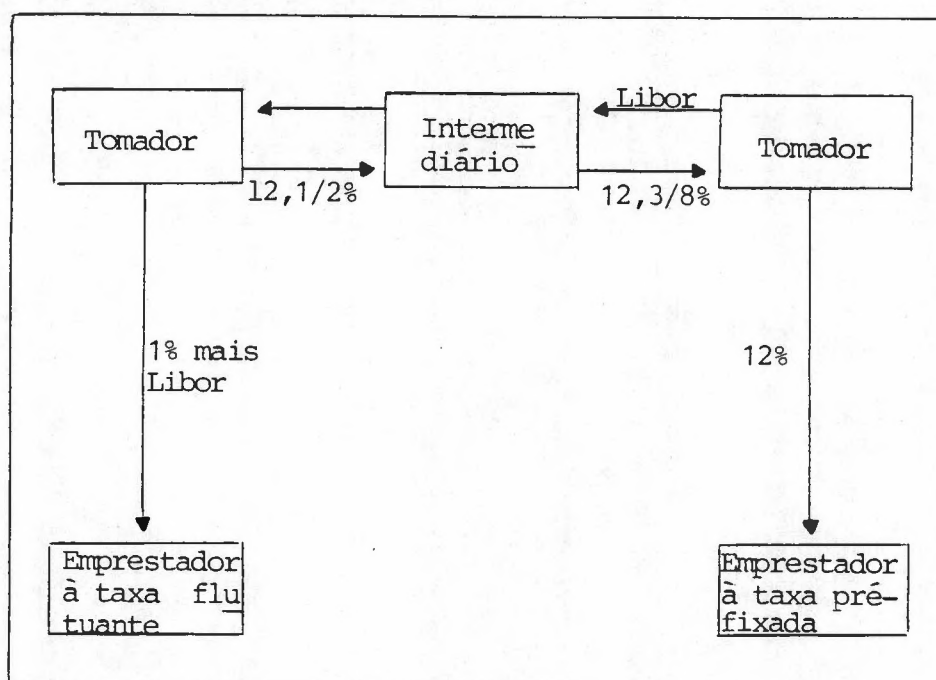 Libor
Tomador
Interme
diário
Tomador
12,1/2%
12,3/8%
1% mais
Libor
12%
Emprestador
à taxa flu
tuante
Emprestador
à taxa pré-
fixada